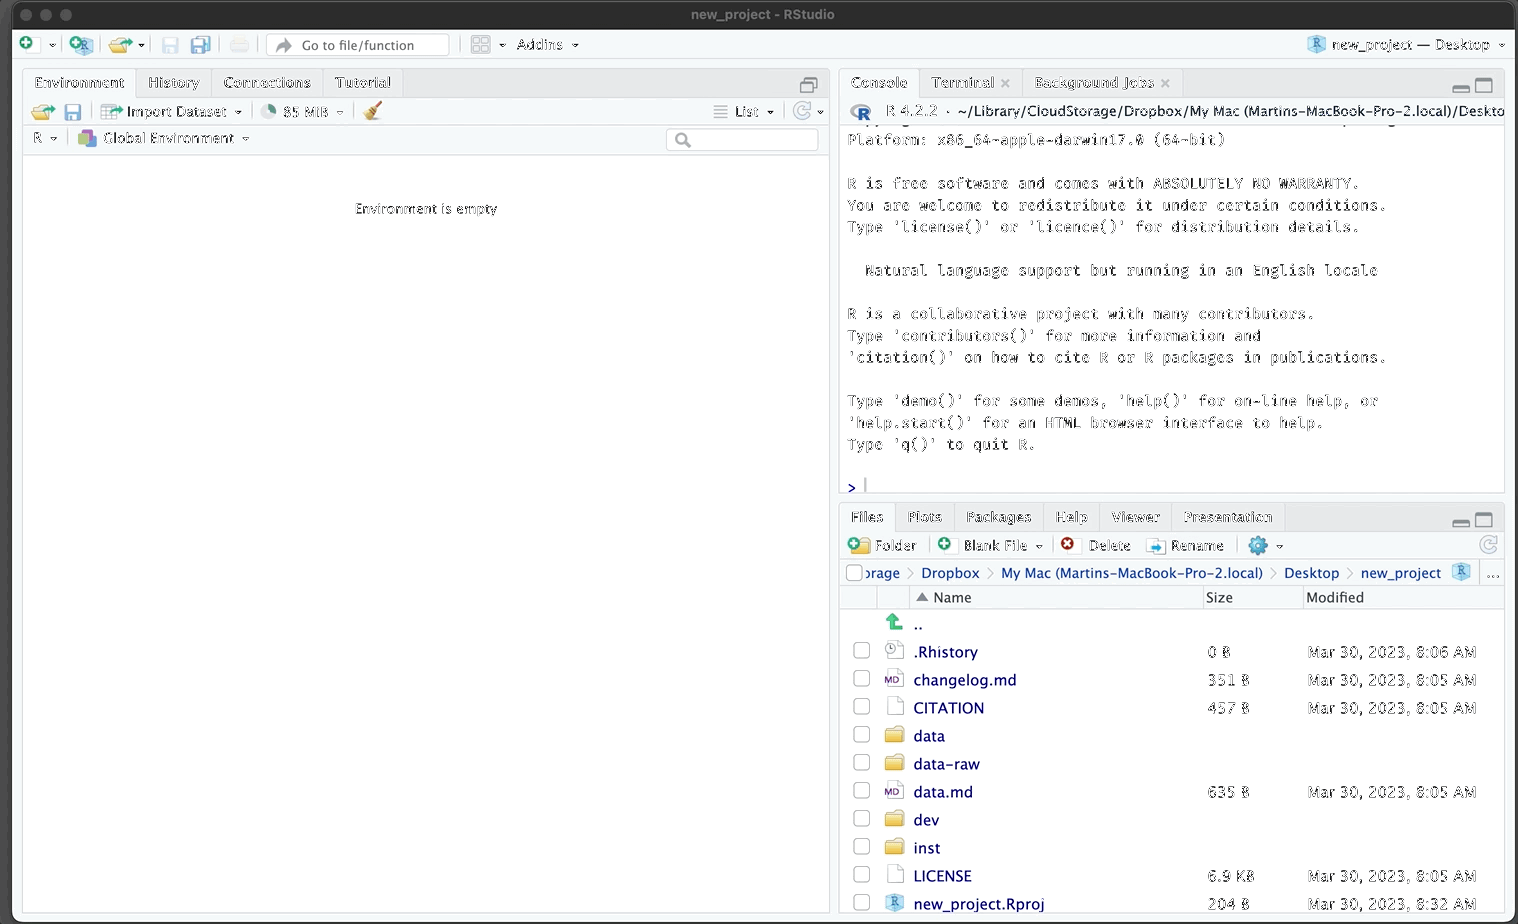 new_project - RStudio
Go to file/function
Addins
new_project — Desktop
Environment History Connections Tutorial
Import Dataset 85 MiB List
R Global Environment
Environment is empty
Console Terminal Background Jobs
R 4.2.2 · ~/Library/CloudStorage/Dropbox/My Mac (Martins-MacBook-Pro-2.local)/Deskto
Platform: x86_64-apple-darwin17.0 (64-bit)
R is free software and comes with ABSOLUTELY NO WARRANTY.
You are welcome to redistribute it under certain conditions.
Type 'license()' or 'licence()' for distribution details.
Natural language support but running in an English locale
R is a collaborative project with many contributors.
Type 'contributors()' for more information and
'citation()' on how to cite R or R packages in publications.
Type 'demo()' for some demos, 'help()' for on-line help, or
'help.start()' for an HTML browser interface to help.
Type 'q()' to quit R.
>
Files Plots Packages Help Viewer Presentation
Folder Blank File Delete Rename
orage Dropbox My Mac (Martins-MacBook-Pro-2.local) Desktop new_project R ...
Name Size Modified
..
.Rhistory 0 B Mar 30, 2023, 8:06 AM
MD changelog.md 351 B Mar 30, 2023, 8:05 AM
CITATION 457 B Mar 30, 2023, 8:05 AM
data
data-raw
MD data.md 635 B Mar 30, 2023, 8:05 AM
dev
inst
LICENSE 6.9 KB Mar 30, 2023, 8:05 AM
R new_project.Rproj 204 B Mar 30, 2023, 8:32 AM